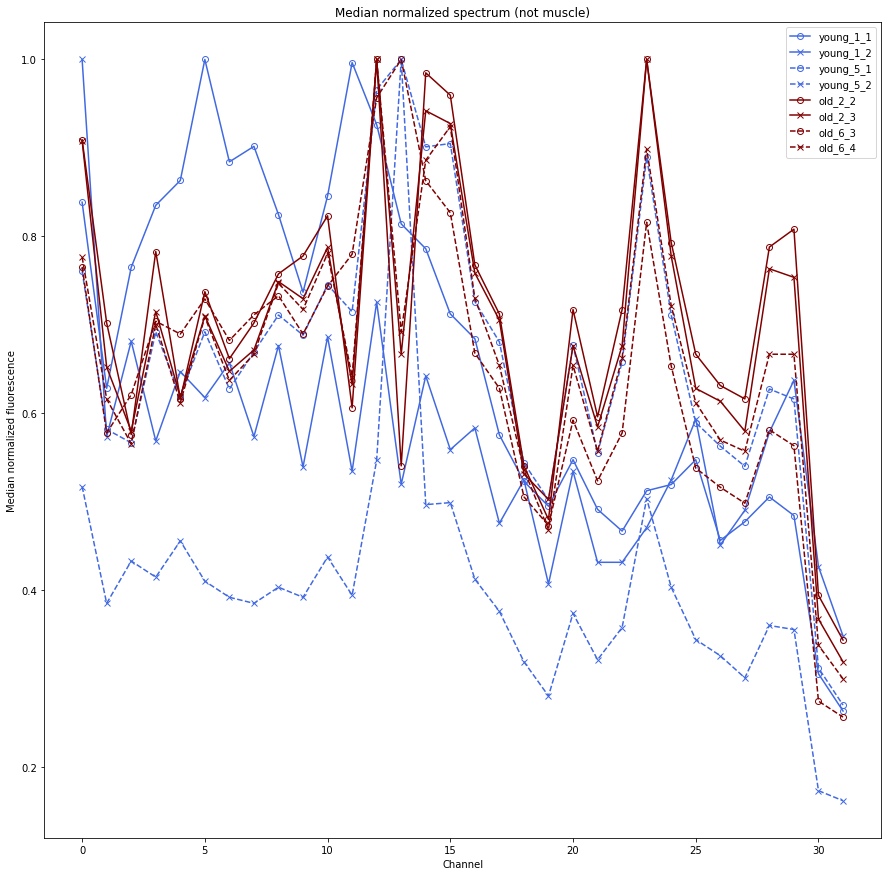 Median normalized spectrum (not muscle)
young_1_1
young_1_2
young_5_1
young_5_2
old_2_2
old_2_3
old_6_3
old_6_4
1.0
0.8
0.6
0.4
0.2
Median normalized fluorescence
0 5 10 15 20 25 30
Channel